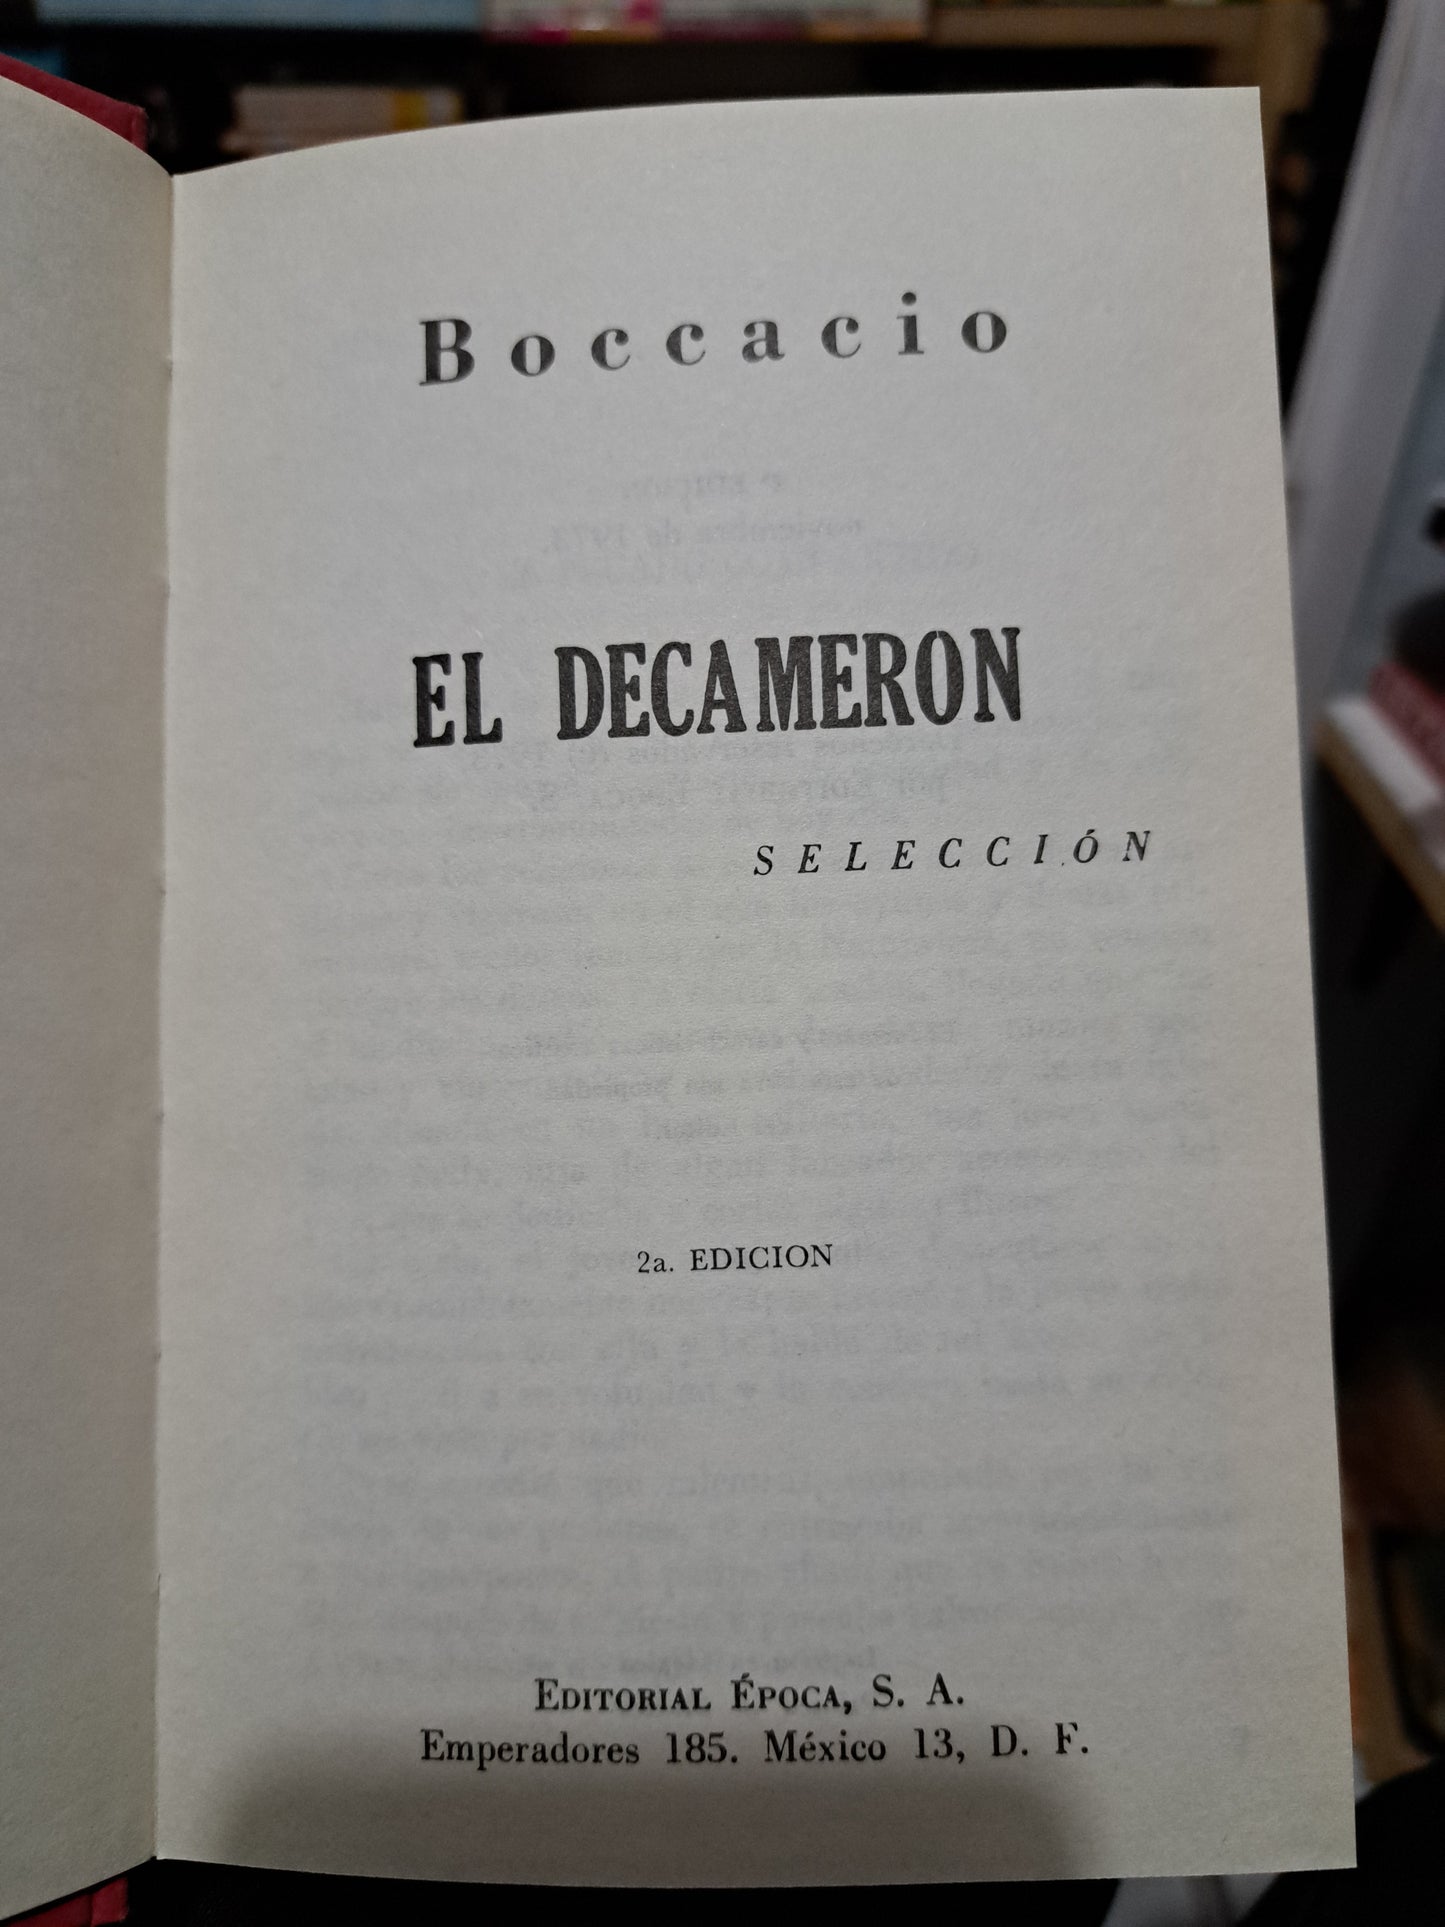 Boccacio
EL DECAMERON
SELECCIÓN
2a. EDICION
EDITORIAL ÉPOCA, S. A.
Emperadores 185. México 13, D. F.